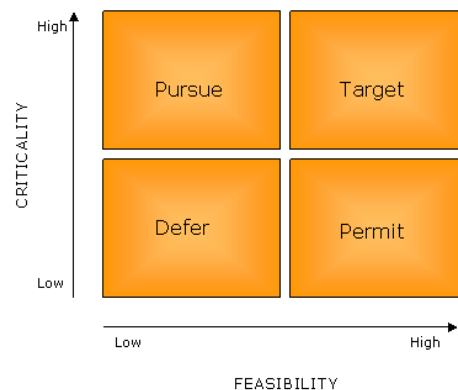 High
Pursue
Target
CRITICALITY
Defer
Permit
Low
Low
High
FEASIBILITY